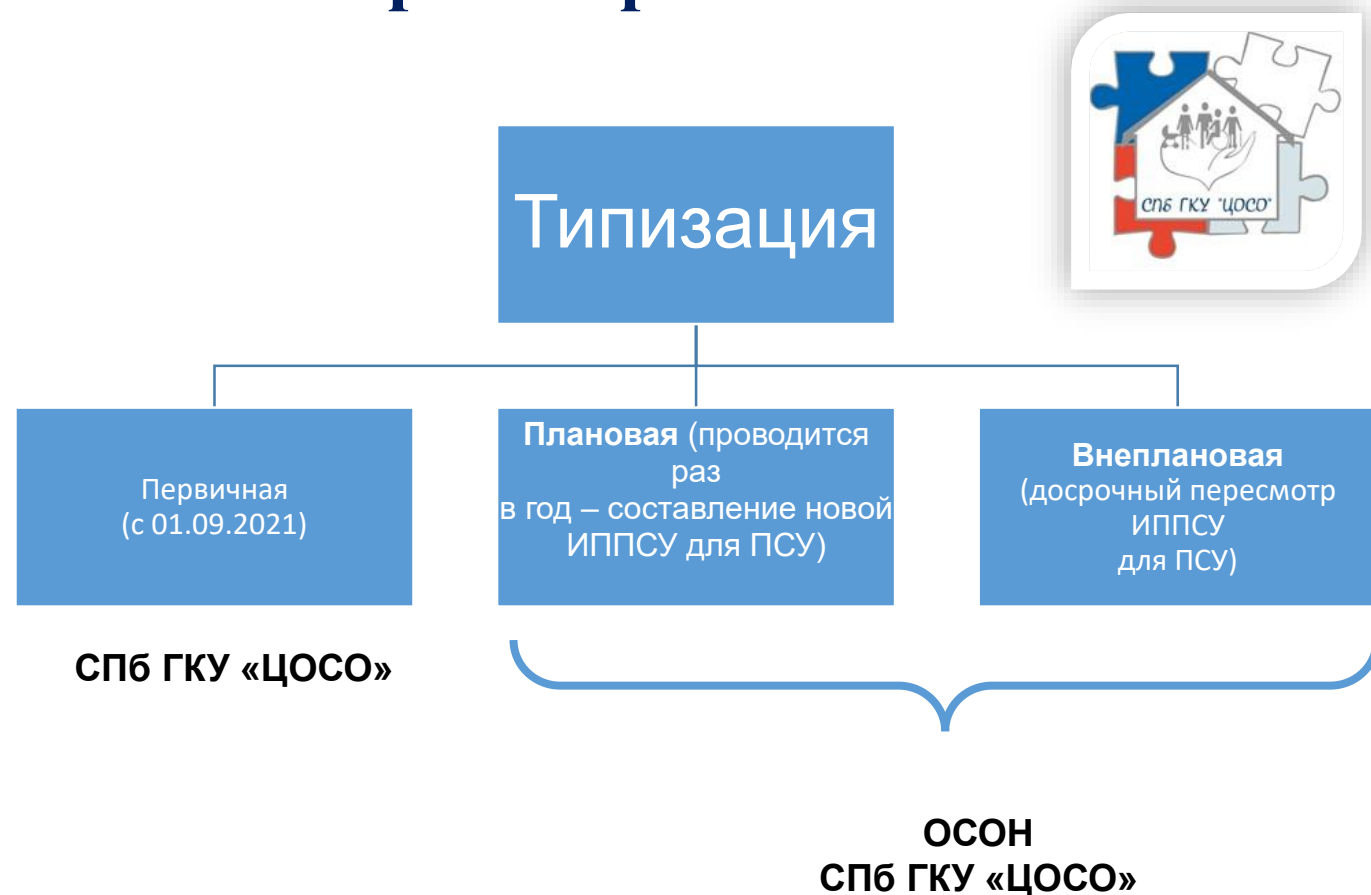 СПб ГКУ "ЦОСО"
Типизация
Первичная
(с 01.09.2021)
Плановая (проводится
раз
в год – составление новой
ИППСУ для ПСУ)
Внеплановая
(досрочный пересмотр
ИППСУ
для ПСУ)
СПб ГКУ «ЦОСО»
ОСОН
СПб ГКУ «ЦОСО»